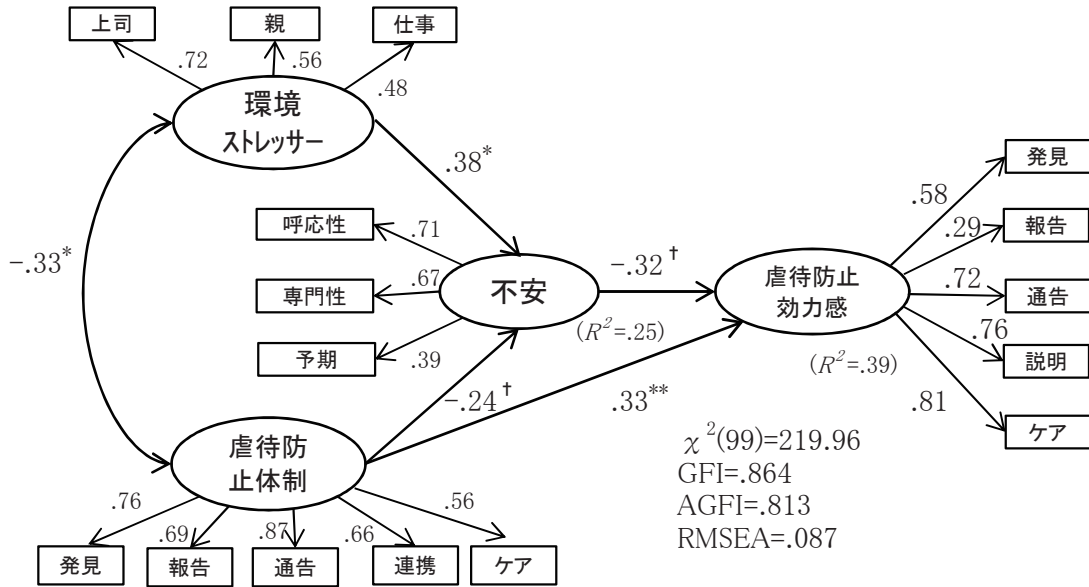 上司
親
仕事
.72
.56
.48
環境
ストレッサー
.38*
-.33*
呼応性
.71
専門性
.67
予期
.39
不安
(R²=.25)
-.32†
-.24†
.33**
虐待防止
効力感
(R²=.39)
発見
.58
報告
.29
通告
.72
説明
.76
ケア
.81
虐待防
止体制
.76
.69
.87
.66
.56
発見
報告
通告
連携
ケア
χ²(99)=219.96
GFI=.864
AGFI=.813
RMSEA=.087